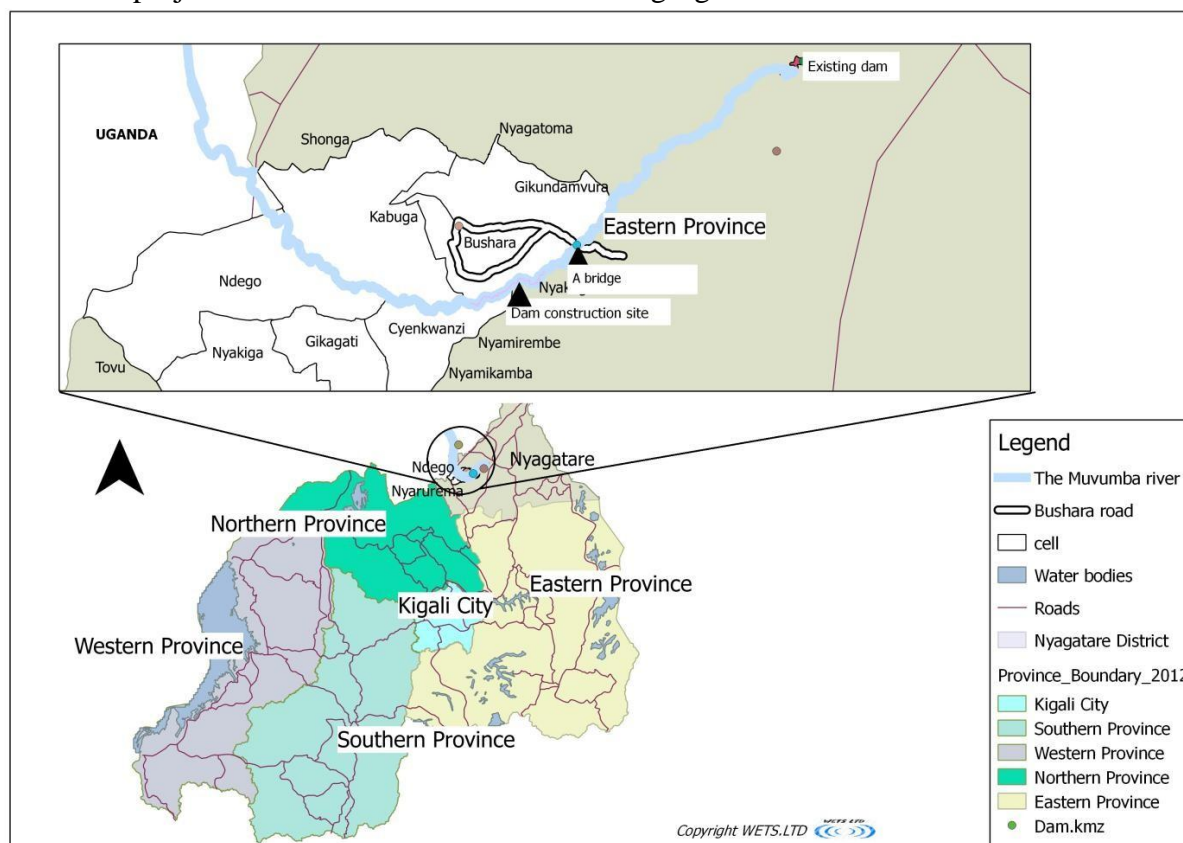 Existing dam
UGANDA
Shonga
Nyagatoma
Gikundamvura
Kabuga
Eastern Province
Bushara
A bridge
Ndego
Dam construction site
Cyenkwanzi
Nyamirembe
Nyakiga
Gikagati
Tovu
Nyamikamba
Ndego
Nyagatare
Nyarurema
Northern Province
Eastern Province
Kigali City
Western Province
Southern Province
Legend
The Muvumba river
Bushara road
cell
Water bodies
Roads
Nyagatare District
Province_Boundary_2012
Kigali City
Southern Province
Western Province
Northern Province
Eastern Province
Dam.kmz
Copyright WETS.LTD
WETS LTD